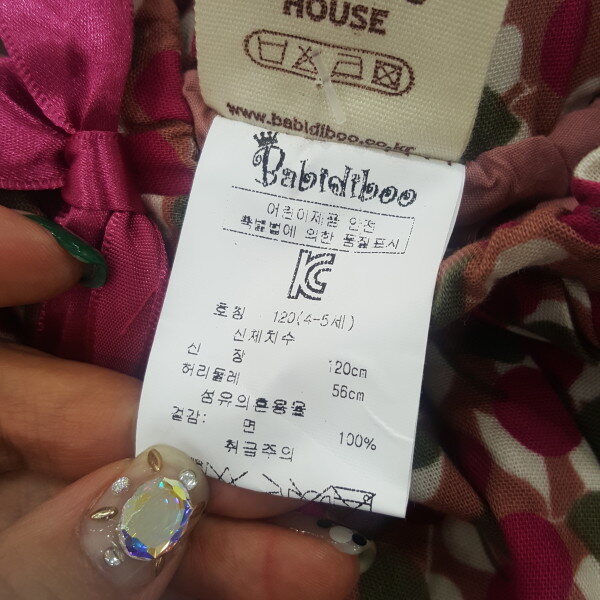 HOUSE
www.babidiboo.co.kr
Babidiboo
어린이제품 안전
특별법에 의한 품질표시
KC
호칭 120(4-5세)
신체치수
신 장 120cm
허리둘레 56cm
섬유의혼용율
겉감: 면 100%
취급주의